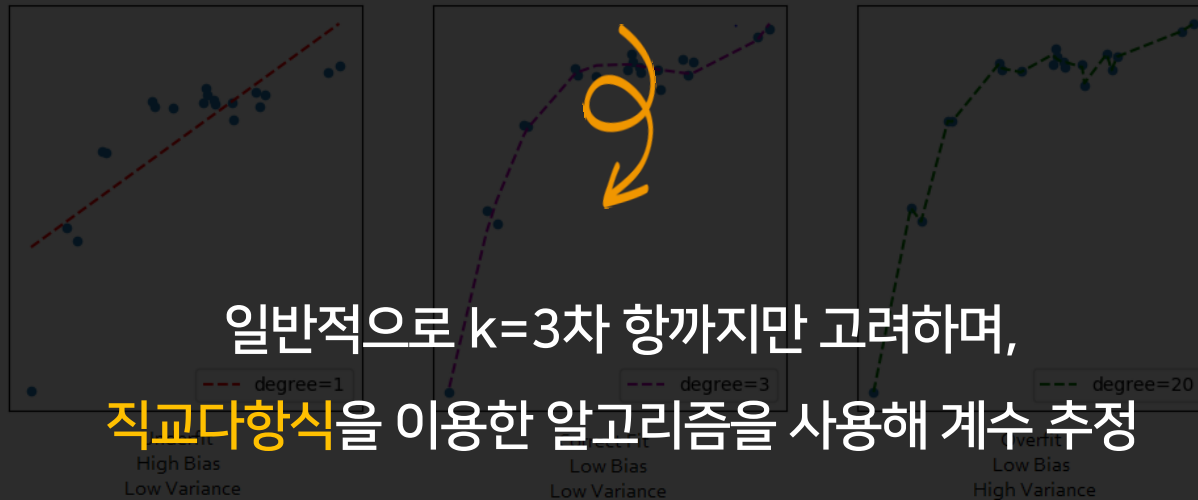 일반적으로 k=3차 항까지만 고려하며,
degree=1
degree=3
degree=20
직교다항식을 이용한 알고리즘을 사용해 계수 추정
Overfit
High Bias
Low Variance
Low Bias
Low Variance
Low Bias
High Variance